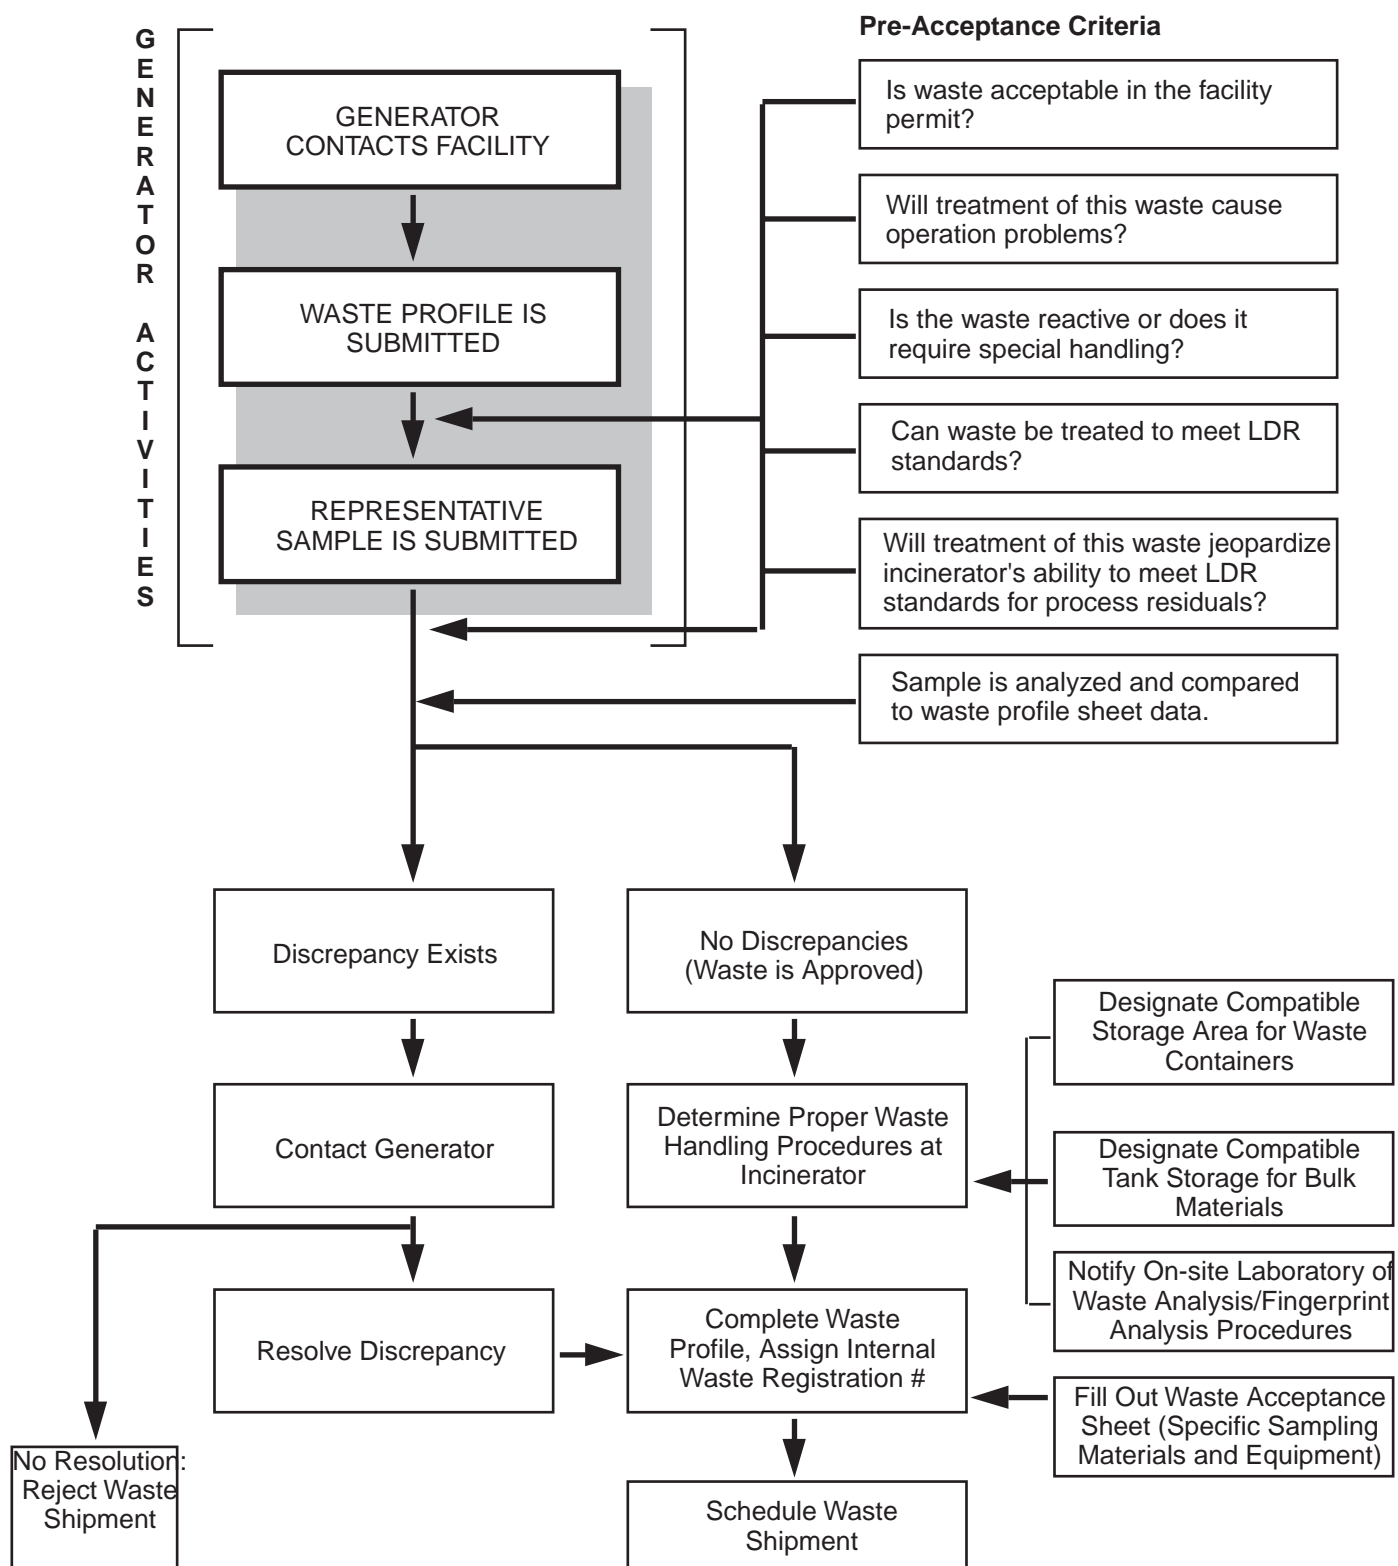 GENERATOR ACTIVITIES
GENERATOR
CONTACTS FACILITY
WASTE PROFILE IS
SUBMITTED
REPRESENTATIVE
SAMPLE IS SUBMITTED
Pre-Acceptance Criteria
Is waste acceptable in the facility
permit?
Will treatment of this waste cause
operation problems?
Is the waste reactive or does it
require special handling?
Can waste be treated to meet LDR
standards?
Will treatment of this waste jeopardize
incinerator's ability to meet LDR
standards for process residuals?
Sample is analyzed and compared
to waste profile sheet data.
Discrepancy Exists
No Discrepancies
(Waste is Approved)
Contact Generator
Determine Proper Waste
Handling Procedures at
Incinerator
Designate Compatible
Storage Area for Waste
Containers
Designate Compatible
Tank Storage for Bulk
Materials
Notify On-site Laboratory of
Waste Analysis/Fingerprint
Analysis Procedures
Resolve Discrepancy
Complete Waste
Profile, Assign Internal
Waste Registration #
Fill Out Waste Acceptance
Sheet (Specific Sampling
Materials and Equipment)
No Resolution:
Reject Waste
Shipment
Schedule Waste
Shipment